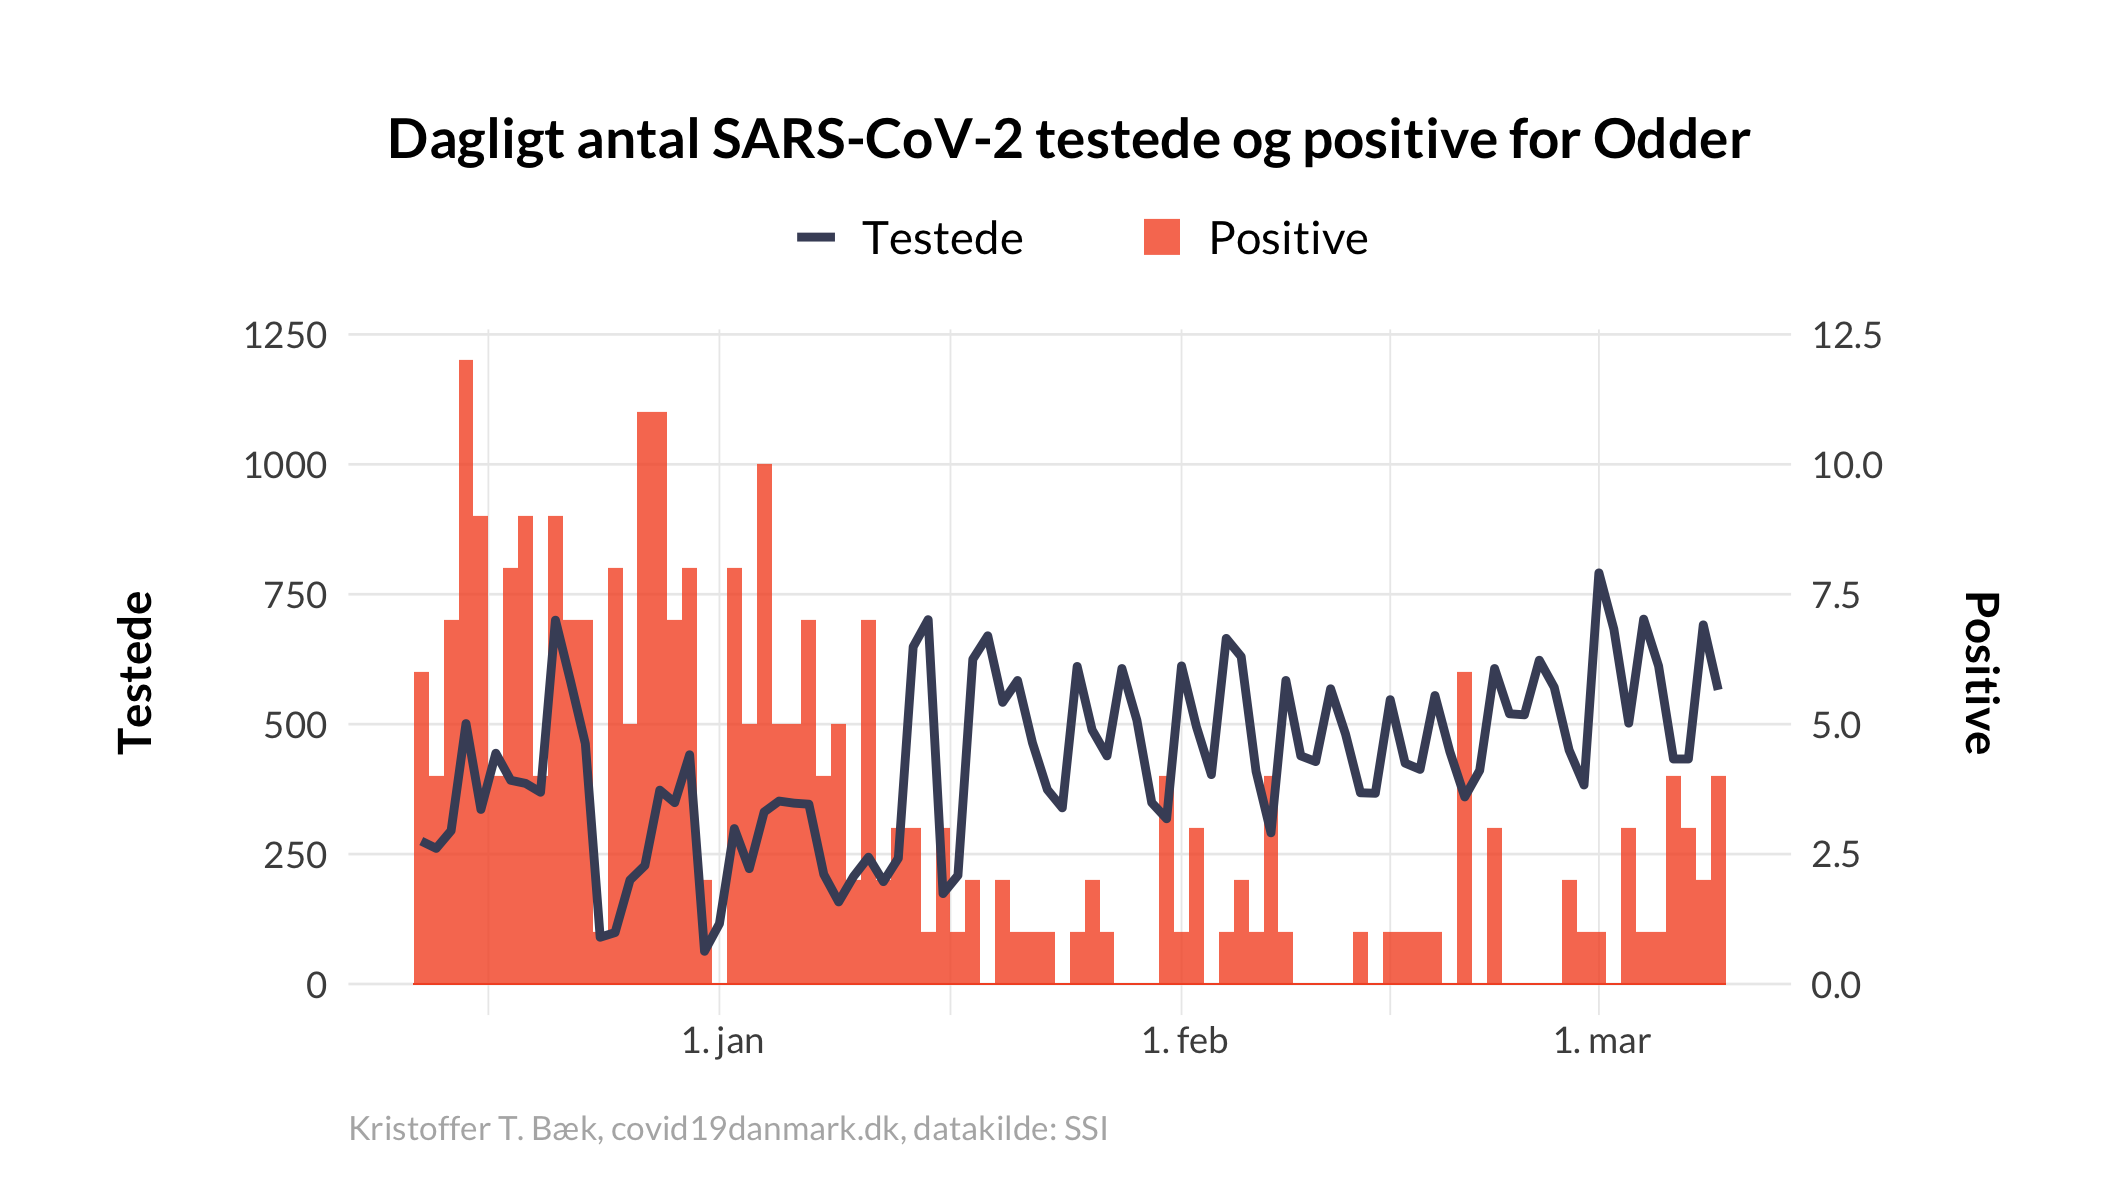 Dagligt antal SARS-CoV-2 testede og positive for Odder
Testede
Positive
1250
1000
750
500
250
0
12.5
10.0
7.5
5.0
2.5
0.0
Testede
Positive
1. jan
1. feb
1. mar
Kristoffer T. Bæk, covid19danmark.dk, datakilde: SSI